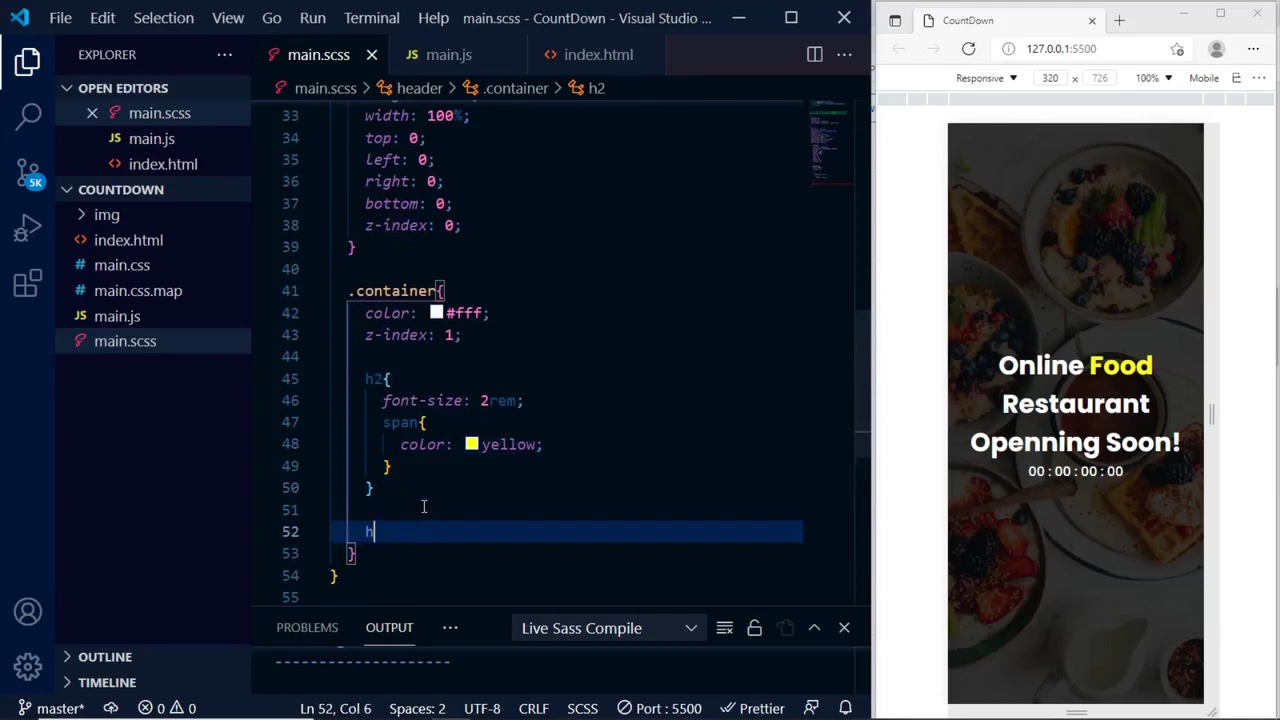 File Edit Selection View Go Run Terminal Help main.scss - CountDown - Visual Studio ...
EXPLORER
OPEN EDITORS
main.scss
main.js
index.html
COUNTDOWN
img
index.html
main.css
main.css.map
main.js
main.scss
OUTLINE
TIMELINE
5K
main.scss main.js index.html
main.scss > header > .container > h2
33 width: 100%;
34 top: 0;
35 left: 0;
36 right: 0;
37 bottom: 0;
38 z-index: 0;
39 }
40
41 .container{
42 color: #fff;
43 z-index: 1;
44
45 h2{
46 font-size: 2rem;
47 span{
48 color: yellow;
49 }
50 }
51
52 h
53 }
54 }
55
PROBLEMS OUTPUT ... Live Sass Compile
--------------------
master* 0 0 Ln 52, Col 6 Spaces: 2 UTF-8 CRLF SCSS Port : 5500 Prettier
CountDown
127.0.0.1:5500
Responsive 320 x 726 100% Mobile
Online Food
Restaurant
Openning Soon!
00 : 00 : 00 : 00